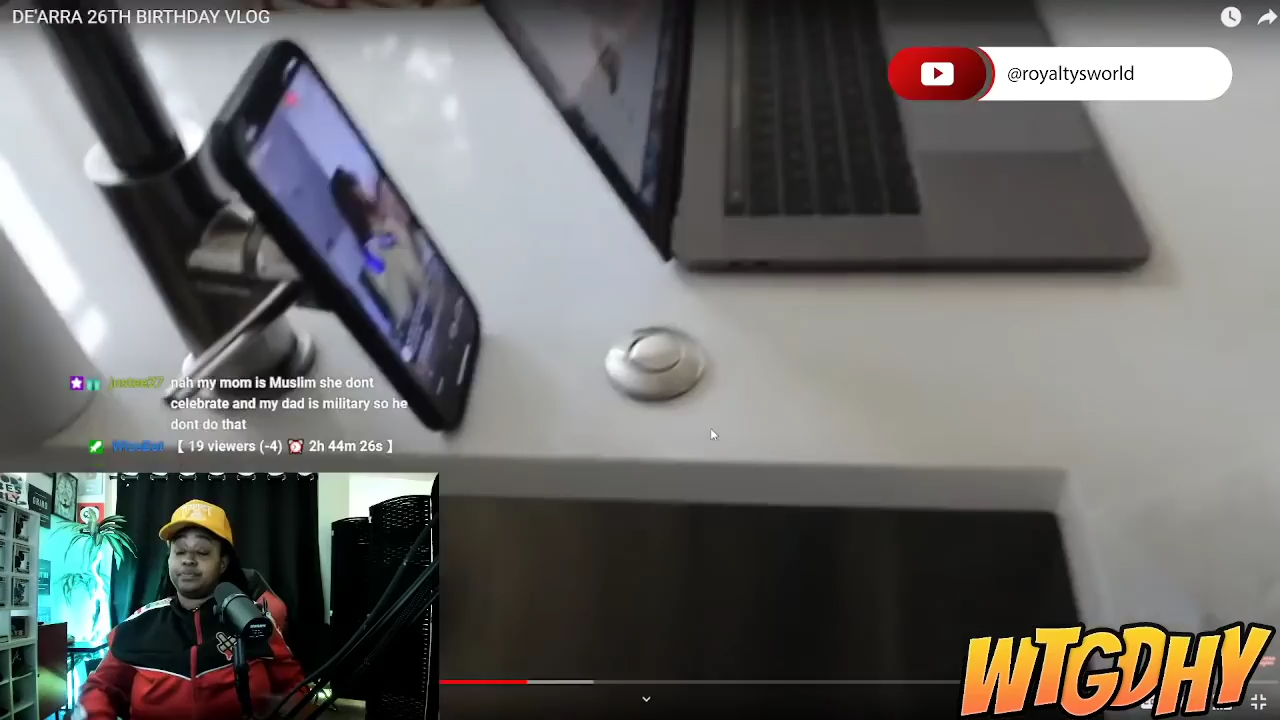 DE'ARRA 26TH BIRTHDAY VLOG
@royaltysworld
nah my mom is Muslim she dont
celebrate and my dad is military so he
dont do that
【 19 viewers (-4) ⏰ 2h 44m 26s 】
WTGDHY